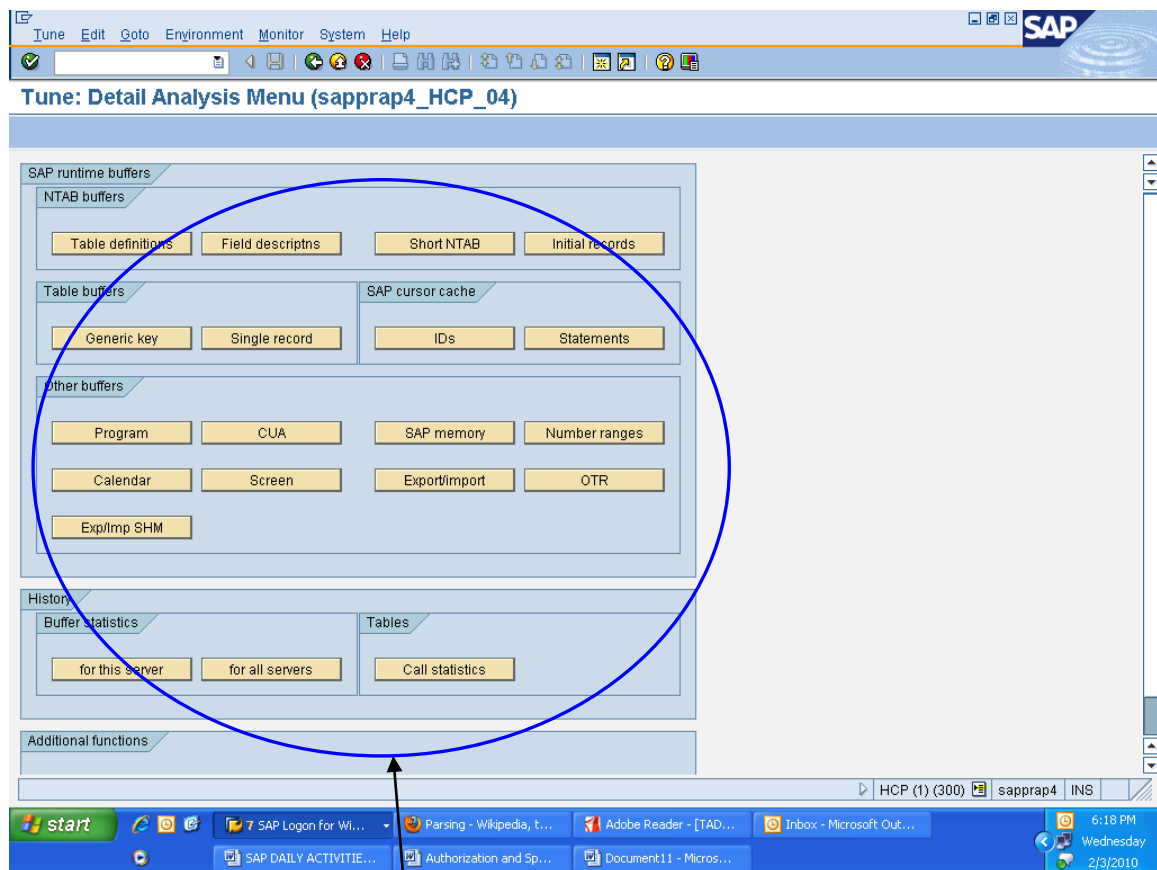 Tune Edit Goto Environment Monitor System Help
SAP
Tune: Detail Analysis Menu (sapprap4_HCP_04)
SAP runtime buffers
NTAB buffers
Table definitions Field descriptns Short NTAB Initial records
Table buffers SAP cursor cache
Generic key Single record IDs Statements
Other buffers
Program CUA SAP memory Number ranges
Calendar Screen Export/import OTR
Exp/Imp SHM
History
Buffer statistics Tables
for this server for all servers Call statistics
Additional functions
HCP (1) (300) sapprap4 INS
start 7 SAP Logon for Wi... Parsing - Wikipedia, t... Adobe Reader - [TAD... Inbox - Microsoft Out... 6:18 PM
Wednesday
SAP DAILY ACTIVITIE... Authorization and Sp... Document11 - Micros... 2/3/2010